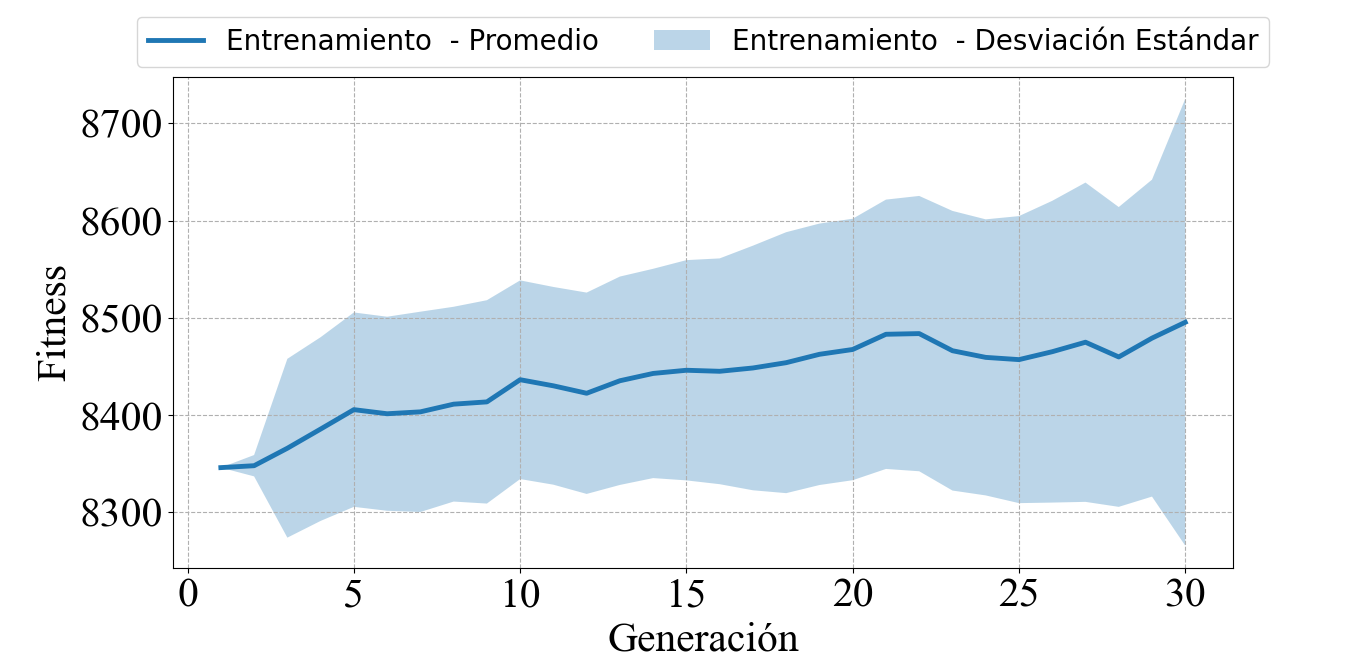 Entrenamiento  - Promedio
Entrenamiento  - Desviación Estándar
8700
8600
8500
8400
8300
Fitness
0 5 10 15 20 25 30
Generación